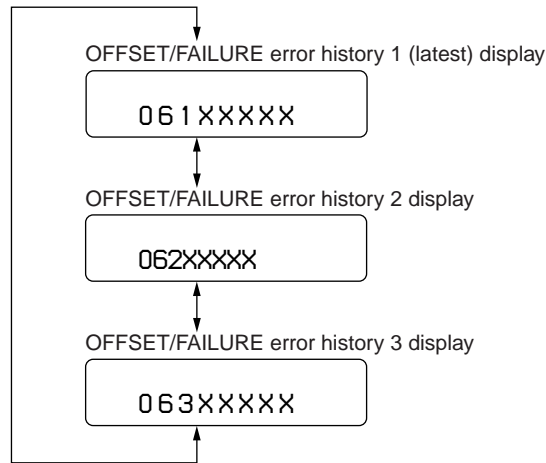 OFFSET/FAILURE error history 1 (latest) display
061XXXXX
OFFSET/FAILURE error history 2 display
062XXXXX
OFFSET/FAILURE error history 3 display
063XXXXX